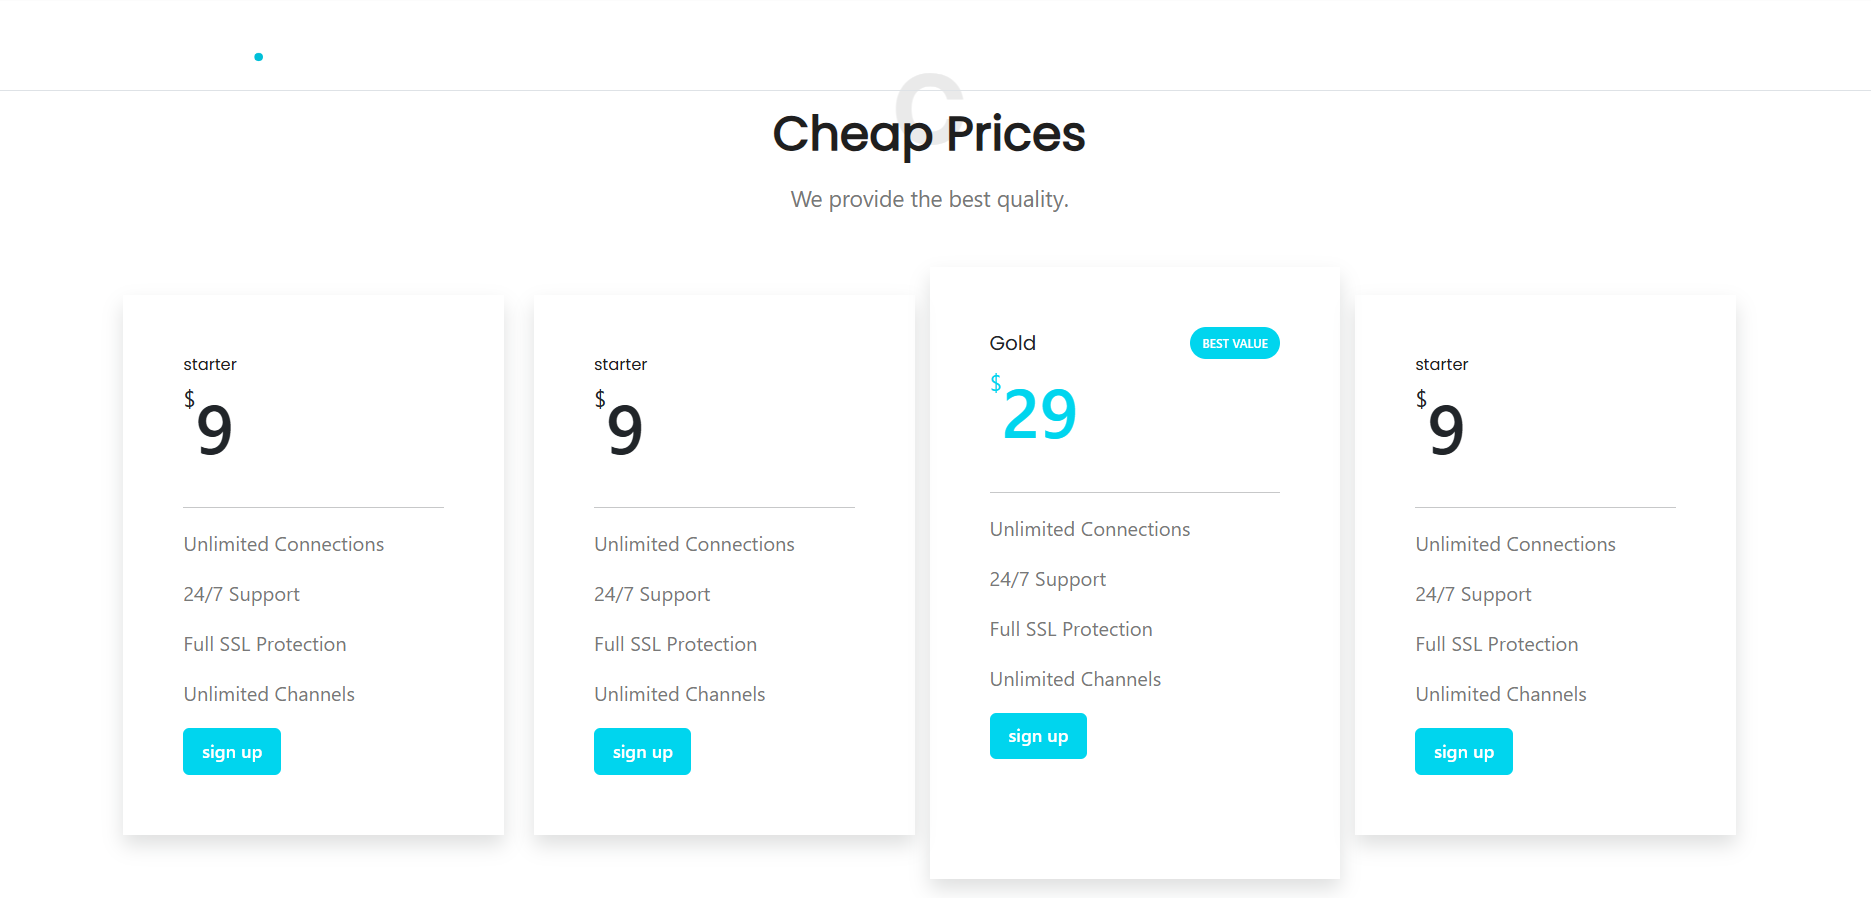 C
Cheap Prices
We provide the best quality.
starter
$9
Unlimited Connections
24/7 Support
Full SSL Protection
Unlimited Channels
sign up
starter
$9
Unlimited Connections
24/7 Support
Full SSL Protection
Unlimited Channels
sign up
Gold
BEST VALUE
$29
Unlimited Connections
24/7 Support
Full SSL Protection
Unlimited Channels
sign up
starter
$9
Unlimited Connections
24/7 Support
Full SSL Protection
Unlimited Channels
sign up